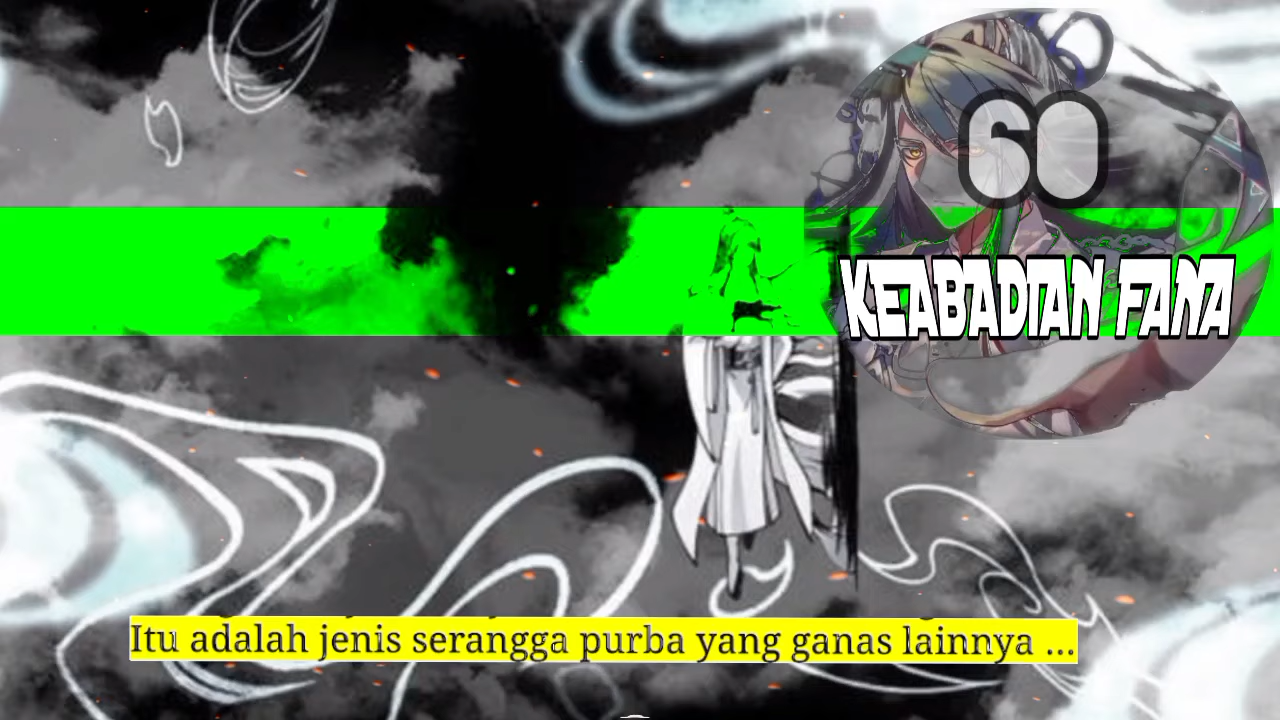 60
KEABADIAN FANA
Itu adalah jenis serangga purba yang ganas lainnya ...